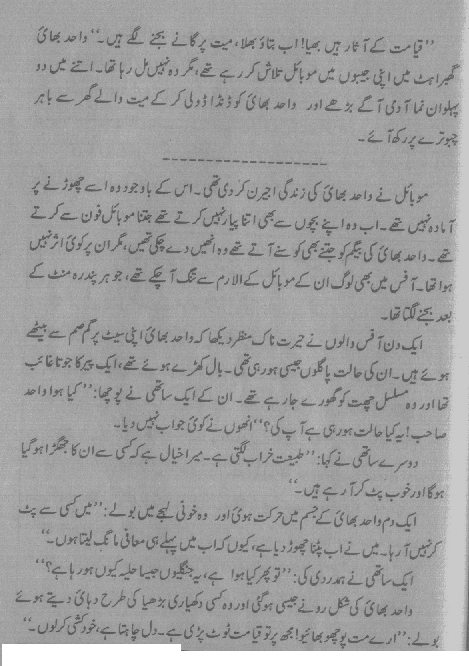 ”قیامت کے آثار ہیں بھیا! اب بتاؤ بھلا، میت پر گانے بجنے لگے ہیں۔“ واحد بھائی
گھبراہٹ میں اپنی جیبوں میں موبائل تلاش کر رہے تھے، مگر وہ نہیں مل رہا تھا۔ اتنے میں دو
پہلوان نما آدمی آگے بڑھے اور واحد بھائی کو ڈنڈا ڈولی کر کے میت والے گھر سے باہر
چبوترے پر رکھ آئے۔
--------------------
موبائل نے واحد بھائی کی زندگی اجیرن کر دی تھی۔ اس کے باوجود وہ اسے چھوڑنے پر
آمادہ نہیں تھے۔ اب وہ اپنے بچوں سے بھی اتنا پیار نہیں کرتے تھے جتنا موبائل فون سے کرتے
تھے۔ واحد بھائی کی بیگم کو جتنے بھی کوسنے آتے تھے وہ انھیں دے چکی تھیں، مگر ان پر کوئی اثر نہیں
ہوا تھا۔ آفس میں بھی لوگ ان کے موبائل کے الارم سے تنگ آ چکے تھے، جو ہر پندرہ منٹ کے
بعد بجنے لگتا تھا۔
ایک دن آفس والوں نے حیرت ناک منظر دیکھا کہ واحد بھائی اپنی سیٹ پر گم صم سے بیٹھے
ہوئے ہیں۔ ان کی حالت پاگلوں جیسی ہو رہی تھی۔ بال کھڑے ہوئے تھے، ایک پیر کا جوتا غائب
تھا اور وہ مسلسل چھت کو گھورے جا رہے تھے۔ ان کے ایک ساتھی نے پوچھا: ”کیا ہوا واحد
صاحب! یہ کیا حالت ہو رہی ہے آپ کی؟“ انھوں نے کوئی جواب نہیں دیا۔
دوسرے ساتھی نے کہا: ”طبیعت خراب لگتی ہے۔ میرا خیال ہے کہ کسی سے ان کا جھگڑا ہو گیا
ہوگا اور خوب پٹ کر آ رہے ہیں۔“
ایک دم واحد بھائی کے جسم میں حرکت ہوئی اور وہ خونی لہجے میں بولے: ”میں کسی سے پٹ
کر نہیں آ رہا۔ میں نے اب پٹنا چھوڑ دیا ہے، کیوں کہ اب میں پہلے ہی معافی مانگ لیتا ہوں۔“
ایک ساتھی نے ہمدردی کی: ”تو پھر کیا ہوا ہے، یہ جنگلیوں جیسا حلیہ کیوں ہو رہا ہے؟“
واحد بھائی کی شکل رونے جیسی ہو گئی اور وہ کسی دکھیاری بڑھیا کی طرح دہائی دیتے ہوئے
بولے: ”ارے مت پوچھو بھائیو! مجھ پر تو قیامت ٹوٹ پڑی ہے۔ دل چاہتا ہے، خودکشی کر لوں۔“